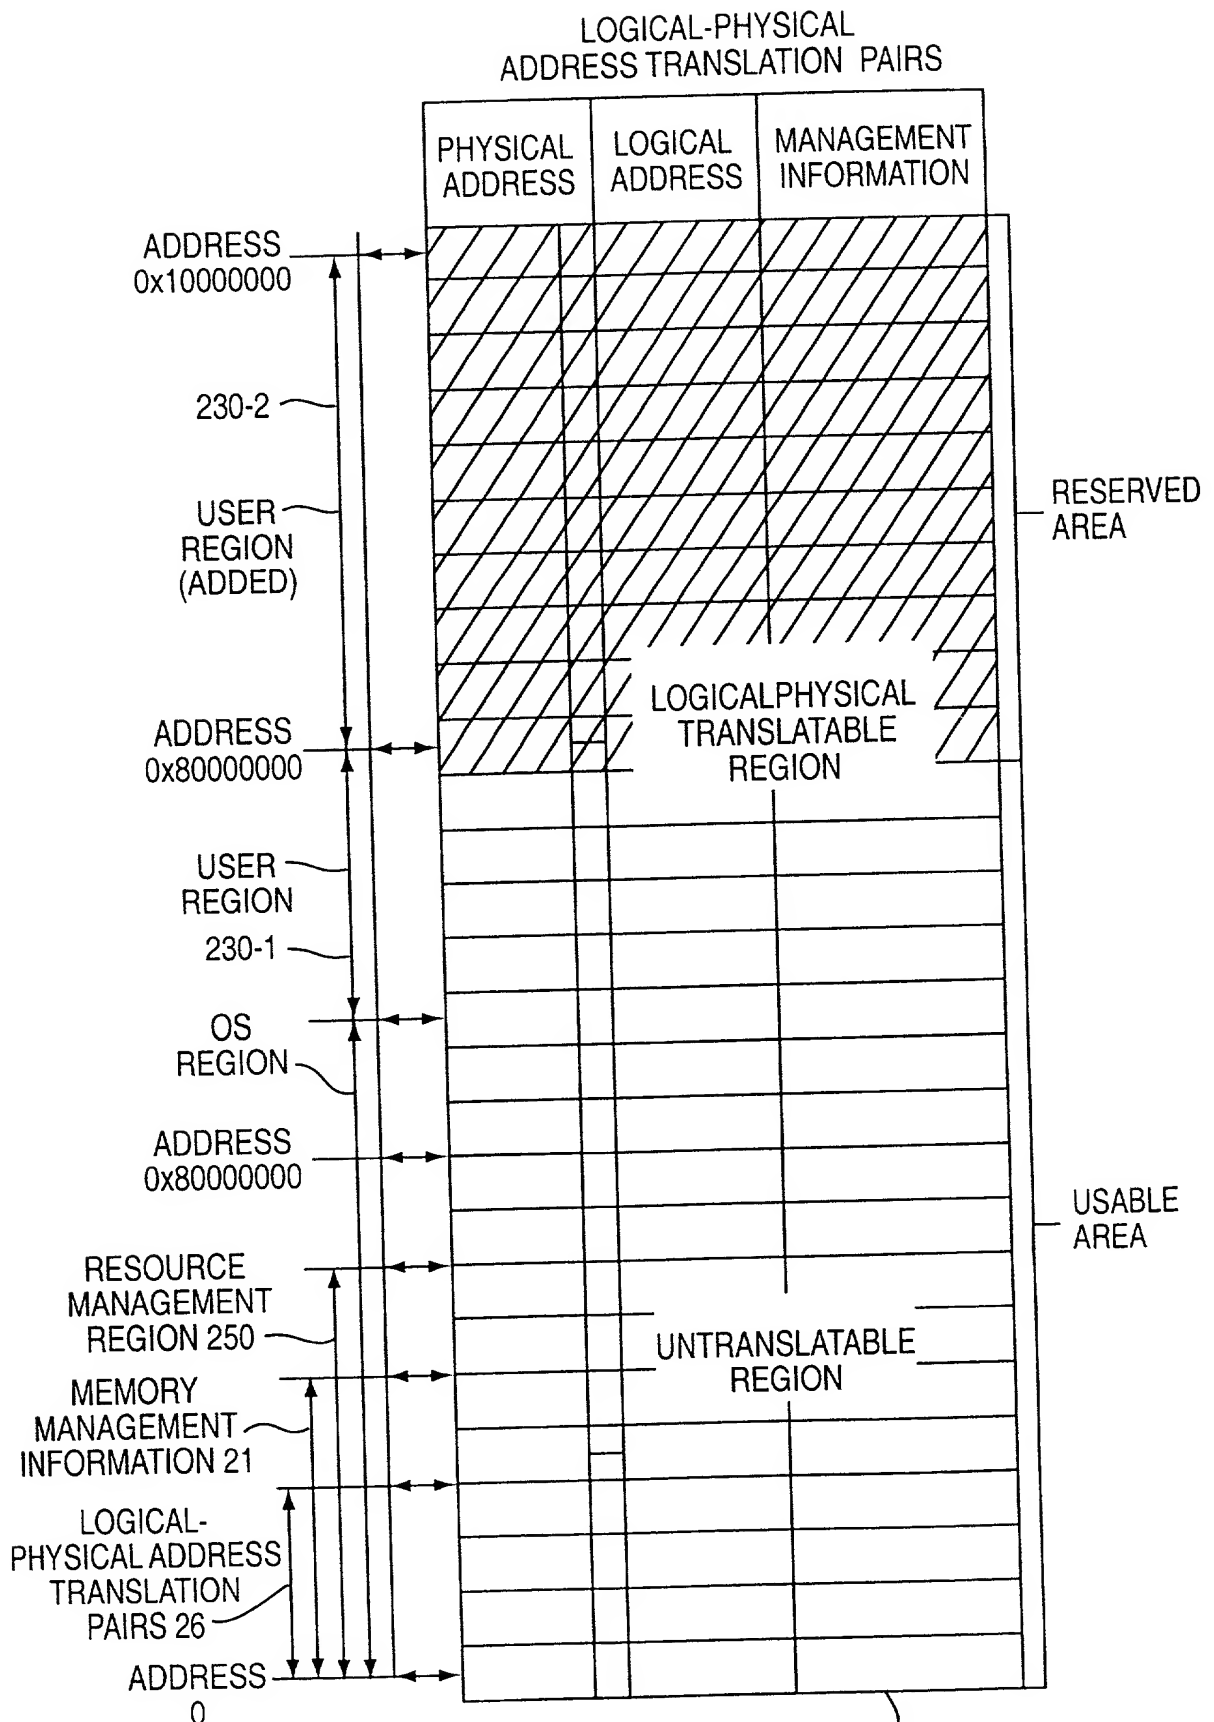 LOGICAL-PHYSICAL
ADDRESS TRANSLATION PAIRS
PHYSICAL
ADDRESS
LOGICAL
ADDRESS
MANAGEMENT
INFORMATION
ADDRESS
0x10000000
230-2
USER
REGION
(ADDED)
RESERVED
AREA
LOGICALPHYSICAL
TRANSLATABLE
REGION
ADDRESS
0x80000000
USER
REGION
230-1
OS
REGION
ADDRESS
0x80000000
USABLE
AREA
RESOURCE
MANAGEMENT
REGION 250
UNTRANSLATABLE
REGION
MEMORY
MANAGEMENT
INFORMATION 21
LOGICAL-
PHYSICAL ADDRESS
TRANSLATION
PAIRS 26
ADDRESS
0